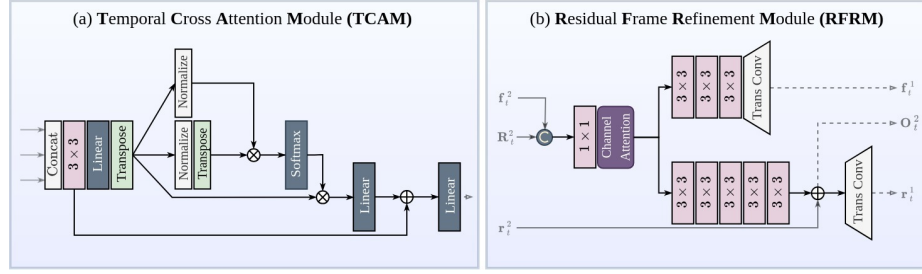 (a) Temporal Cross Attention Module (TCAM)
Concat
3 × 3
Linear
Transpose
Normalize
Normalize
Transpose
Softmax
Linear
Linear
(b) Residual Frame Refinement Module (RFRM)
f_t^2
R_t^2
r_t^2
C
1 × 1
Channel
Attention
3 × 3
3 × 3
3 × 3
Trans Conv
3 × 3
3 × 3
3 × 3
3 × 3
3 × 3
Trans Conv
f_t^1
O_t^2
r_t^1